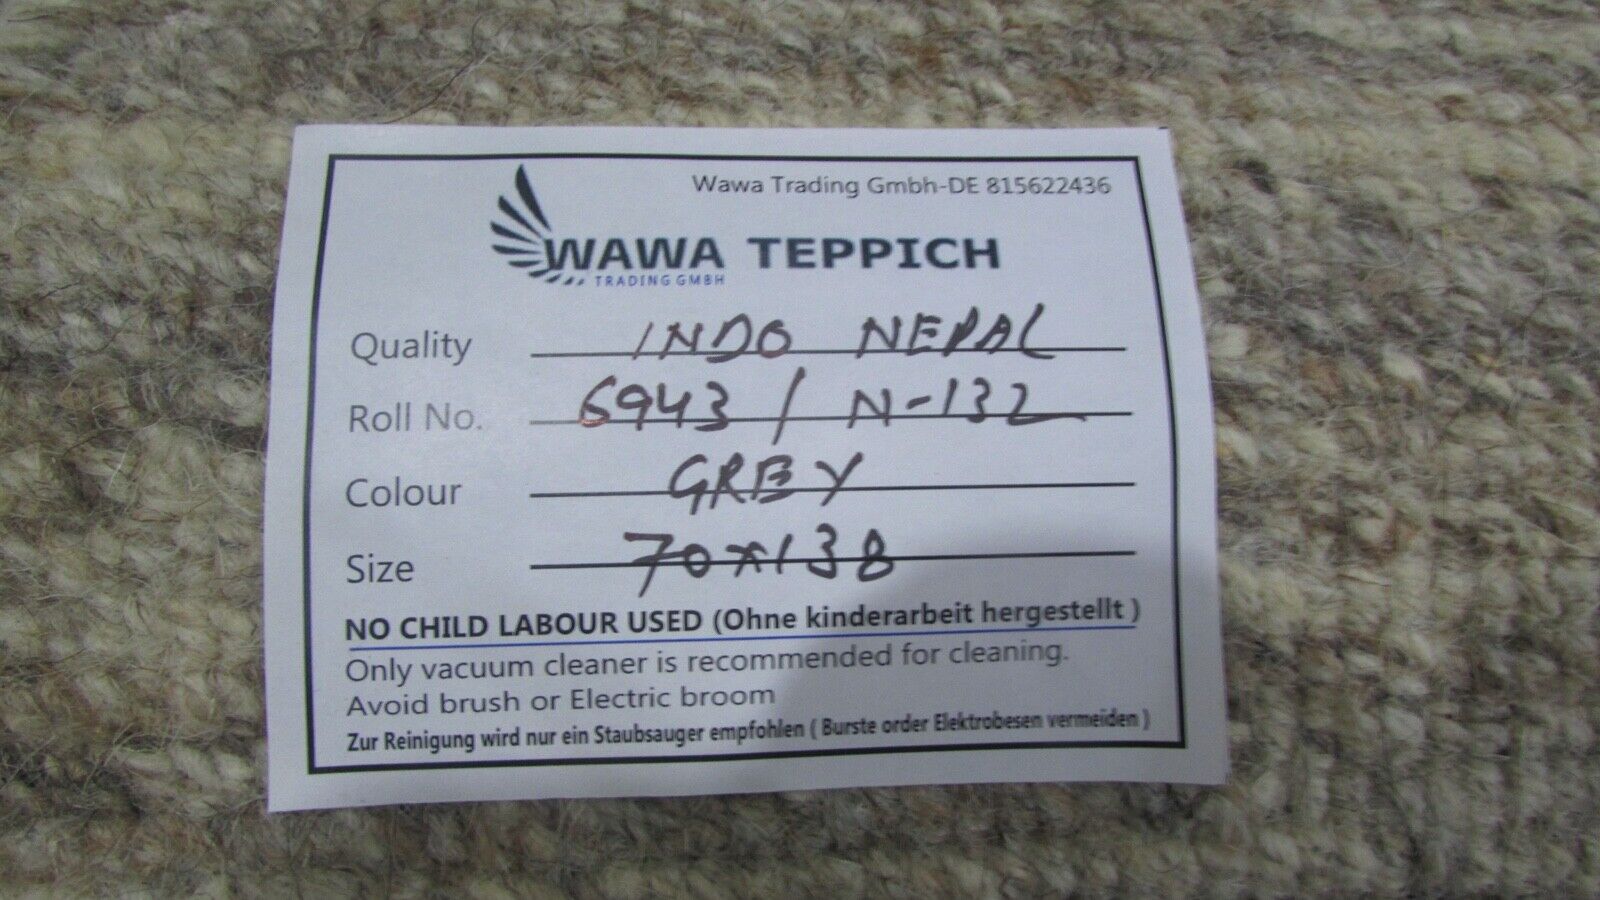 Wawa Trading Gmbh-DE 815622436
WAWA TEPPICH
TRADING GMBH
Quality INDO NEPAL
Roll No. 6943 / N-132
Colour GREY
Size 70x138
NO CHILD LABOUR USED (Ohne kinderarbeit hergestellt )
Only vacuum cleaner is recommended for cleaning.
Avoid brush or Electric broom
Zur Reinigung wird nur ein Staubsauger empfohlen ( Burste order Elektrobesen vermeiden )